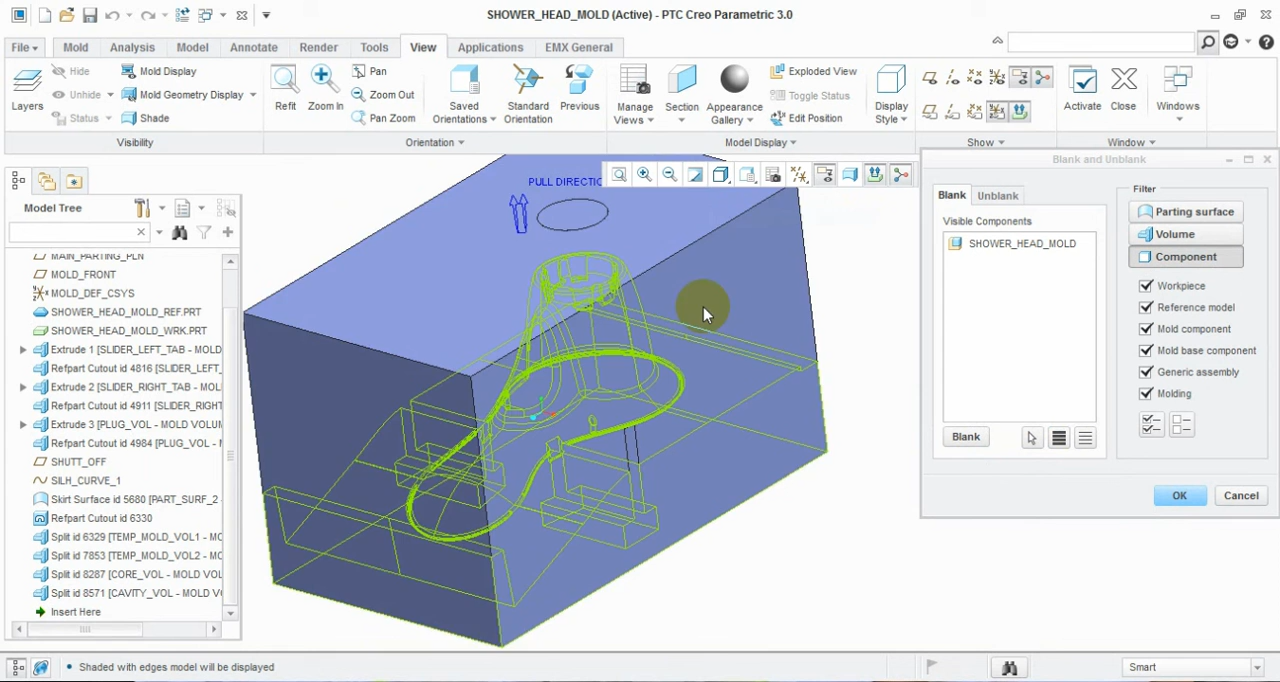 SHOWER_HEAD_MOLD (Active) - PTC Creo Parametric 3.0
File Mold Analysis Model Annotate Render Tools View Applications EMX General
Layers
Hide
Unhide
Status
Mold Display
Mold Geometry Display
Shade
Visibility
Refit
Zoom In
Pan
Zoom Out
Pan Zoom
Saved
Orientations
Standard
Orientation
Previous
Orientation
Manage
Views
Section
Appearance
Gallery
Exploded View
Toggle Status
Edit Position
Display
Style
Model Display
Show
Activate
Close
Windows
Window
Model Tree
MAIN_PARTING_PLN
MOLD_FRONT
MOLD_DEF_CSYS
SHOWER_HEAD_MOLD_REF.PRT
SHOWER_HEAD_MOLD_WRK.PRT
Extrude 1 [SLIDER_LEFT_TAB - MOLD
Refpart Cutout id 4816 [SLIDER_LEFT_
Extrude 2 [SLIDER_RIGHT_TAB - MOL
Refpart Cutout id 4911 [SLIDER_RIGH
Extrude 3 [PLUG_VOL - MOLD VOLUM
Refpart Cutout id 4984 [PLUG_VOL - M
SHUTT_OFF
SILH_CURVE_1
Skirt Surface id 5680 [PART_SURF_2 -
Refpart Cutout id 6330
Split id 6329 [TEMP_MOLD_VOL1 - MO
Split id 7853 [TEMP_MOLD_VOL2 - MO
Split id 8287 [CORE_VOL - MOLD VOL
Split id 8571 [CAVITY_VOL - MOLD VO
Insert Here
PULL DIRECTIO
Blank and Unblank
Blank Unblank
Visible Components
SHOWER_HEAD_MOLD
Blank
Filter
Parting surface
Volume
Component
Workpiece
Reference model
Mold component
Mold base component
Generic assembly
Molding
OK Cancel
Shaded with edges model will be displayed
Smart